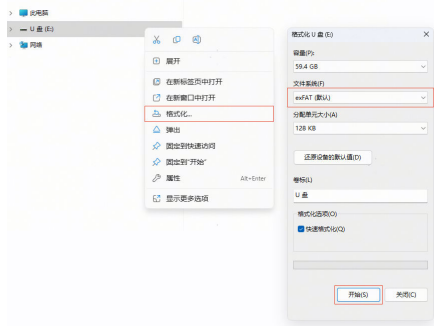 此电脑
U 盘 (E:)
网络
展开
在新标签页中打开
在新窗口中打开
格式化...
弹出
固定到快速访问
固定到"开始"
属性 Alt+Enter
显示更多选项
格式化 U 盘 (E:)
容量(P):
59.4 GB
文件系统(F)
exFAT (默认)
分配单元大小(A)
128 KB
还原设备的默认值(D)
卷标(L)
U 盘
格式化选项(O)
快速格式化(Q)
开始(S)
关闭(C)